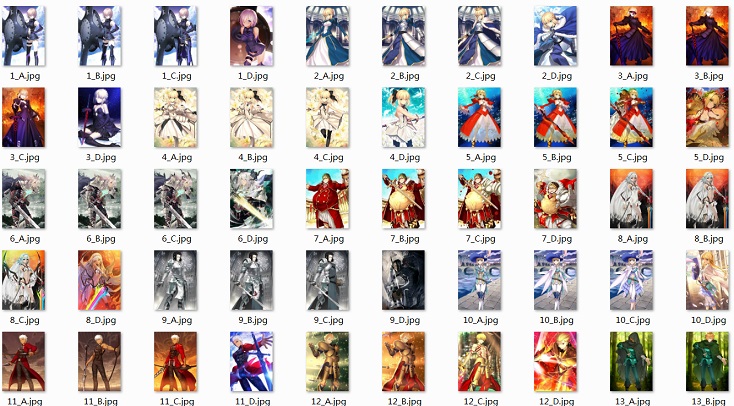 1_A.jpg 1_B.jpg 1_C.jpg 1_D.jpg 2_A.jpg 2_B.jpg 2_C.jpg 2_D.jpg 3_A.jpg 3_B.jpg
3_C.jpg 3_D.jpg 4_A.jpg 4_B.jpg 4_C.jpg 4_D.jpg 5_A.jpg 5_B.jpg 5_C.jpg 5_D.jpg
6_A.jpg 6_B.jpg 6_C.jpg 6_D.jpg 7_A.jpg 7_B.jpg 7_C.jpg 7_D.jpg 8_A.jpg 8_B.jpg
8_C.jpg 8_D.jpg 9_A.jpg 9_B.jpg 9_C.jpg 9_D.jpg 10_A.jpg 10_B.jpg 10_C.jpg 10_D.jpg
11_A.jpg 11_B.jpg 11_C.jpg 11_D.jpg 12_A.jpg 12_B.jpg 12_C.jpg 12_D.jpg 13_A.jpg 13_B.jpg